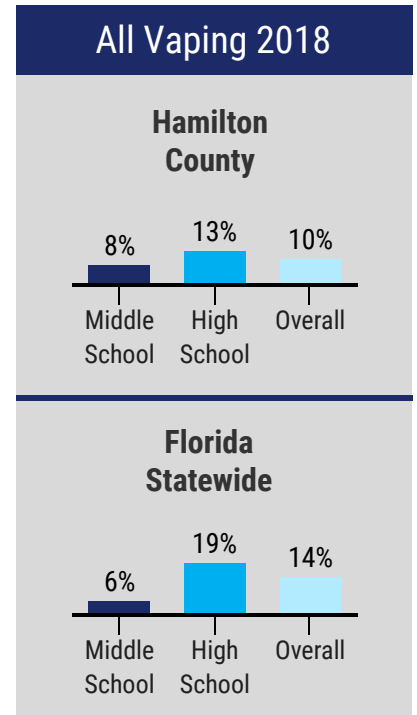 All Vaping 2018
Hamilton
County
8%
13%
10%
Middle
School
High
School
Overall
Florida
Statewide
6%
19%
14%
Middle
School
High
School
Overall